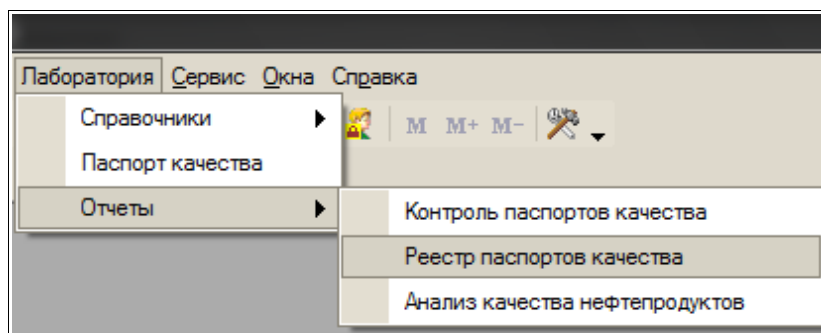 Лаборатория Сервис Окна Справка
Справочники
M M+ M-
Паспорт качества
Отчеты
Контроль паспортов качества
Реестр паспортов качества
Анализ качества нефтепродуктов